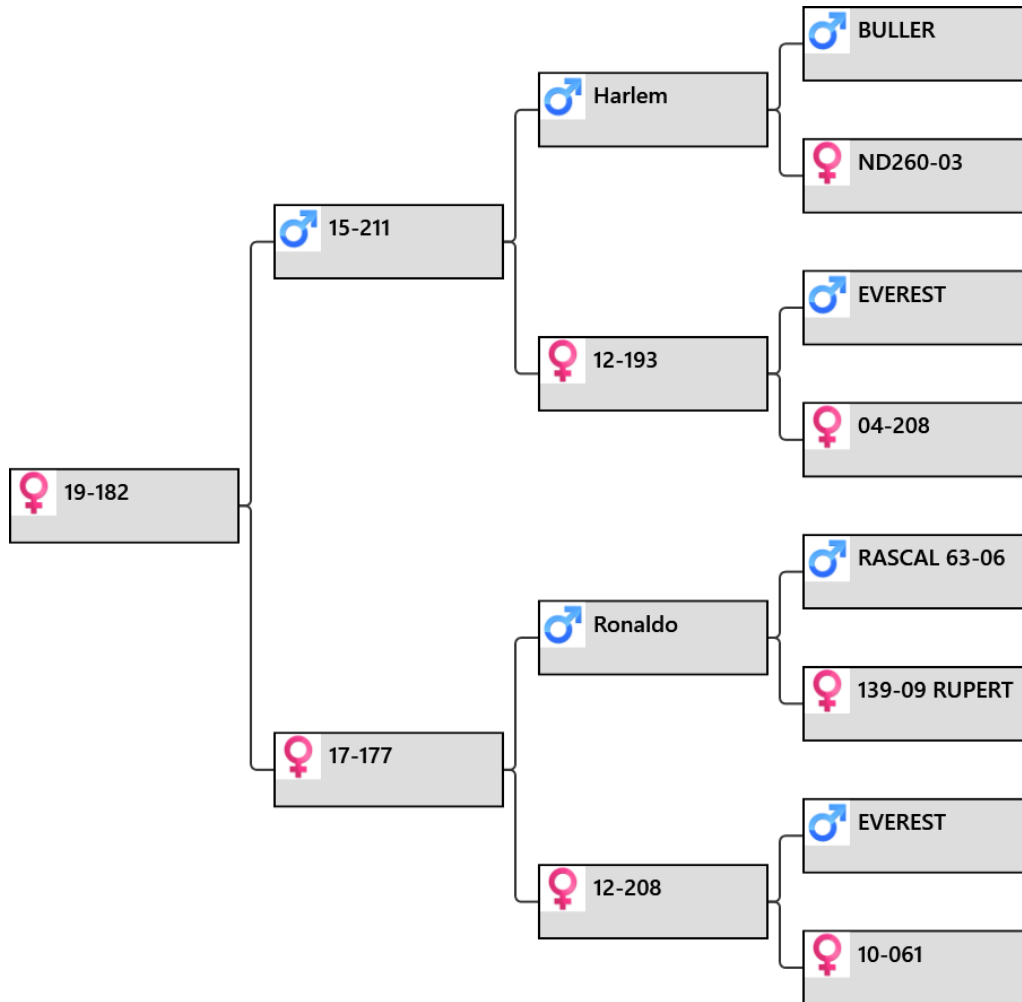 BULLER
Harlem
ND260-03
15-211
EVEREST
12-193
04-208
19-182
RASCAL 63-06
Ronaldo
139-09 RUPERT
17-177
EVEREST
12-208
10-061